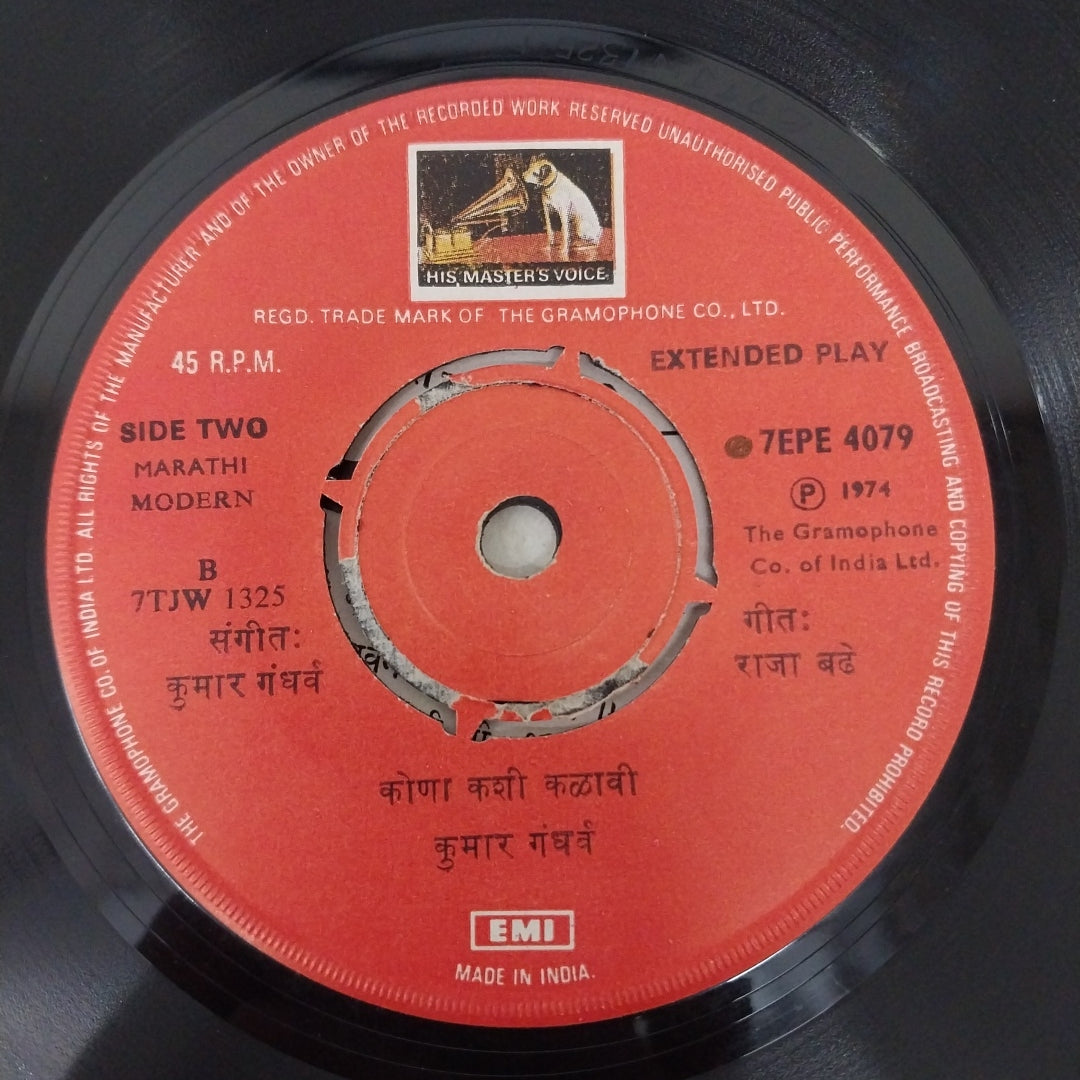 THE GRAMOPHONE CO. OF INDIA LTD. ALL RIGHTS OF THE MANUFACTURER AND OF THE OWNER OF THE RECORDED WORK RESERVED UNAUTHORISED PUBLIC PERFORMANCE BROADCASTING AND COPYING OF THIS RECORD PROHIBITED.
HIS MASTER'S VOICE
REGD. TRADE MARK OF THE GRAMOPHONE CO., LTD.
45 R.P.M.
EXTENDED PLAY
SIDE TWO
MARATHI
MODERN
7EPE 4079
Ⓟ 1974
The Gramophone
Co. of India Ltd.
B
7TJW 1325
संगीतः
कुमार गंधर्व
गीतः
राजा बढे
कोणा कशी कळावी
कुमार गंधर्व
EMI
MADE IN INDIA.